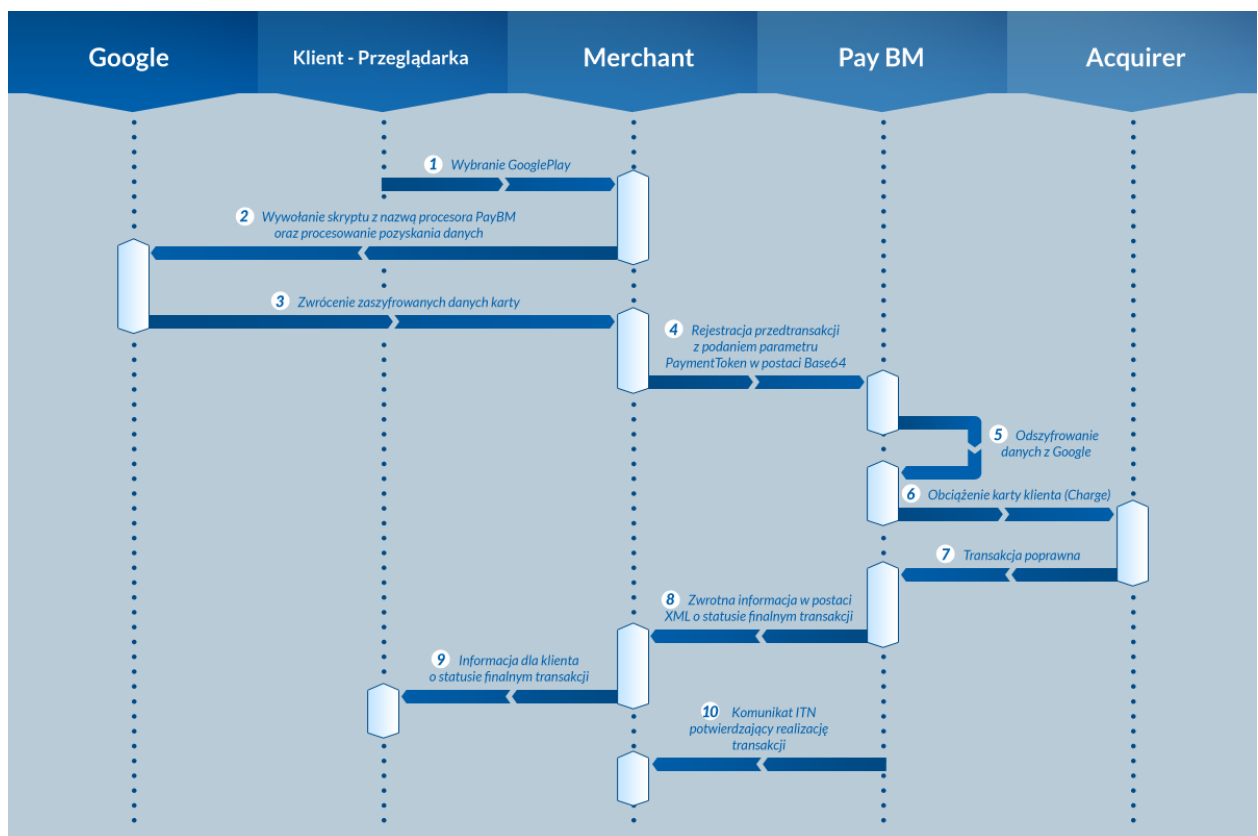 Google
Klient - Przeglądarka
Merchant
Pay BM
Acquirer
1 Wybranie GooglePlay
2 Wywołanie skryptu z nazwą procesora PayBM
oraz procesowanie pozyskania danych
3 Zwrócenie zaszyfrowanych danych karty
4 Rejestracja przedtransakcji
z podaniem parametru
PaymentToken w postaci Base64
5 Odszyfrowanie
danych z Google
6 Obciążenie karty klienta (Charge)
7 Transakcja poprawna
8 Zwrotna informacja w postaci
XML o statusie finalnym transakcji
9 Informacja dla klienta
o statusie finalnym transakcji
10 Komunikat ITN
potwierdzający realizację
transakcji